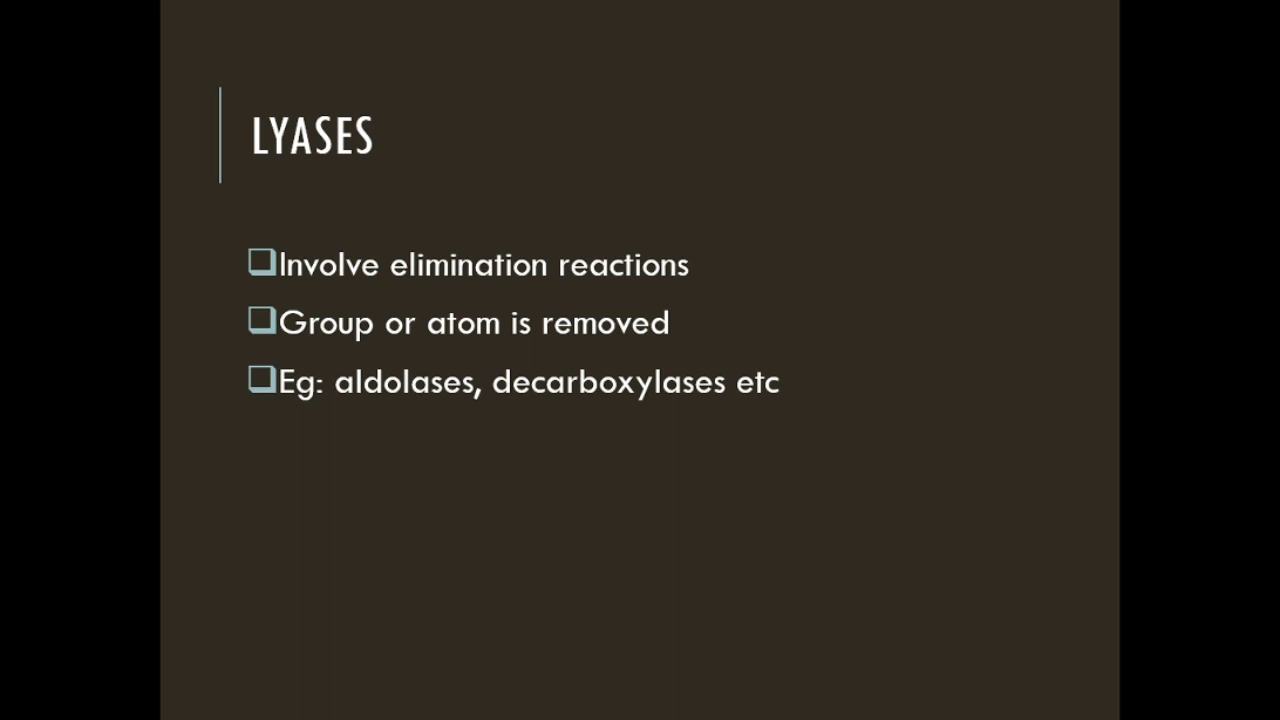 LYASES
Involve elimination reactions
Group or atom is removed
Eg: aldolases, decarboxylases etc